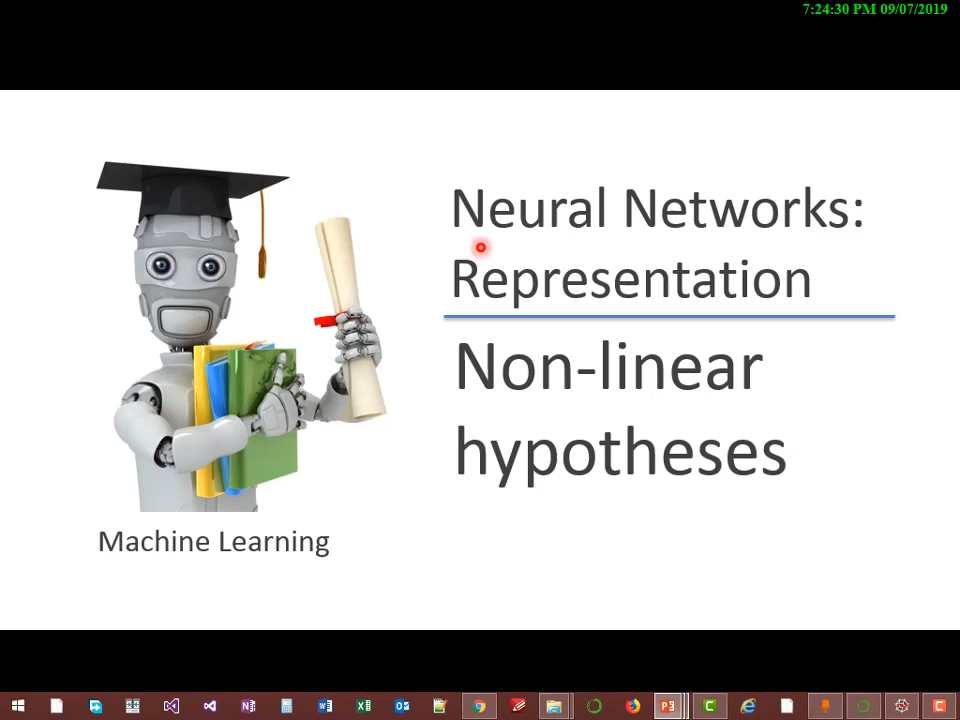 7:24:30 PM 09/07/2019
Neural Networks:
Representation
Non-linear
hypotheses
Machine Learning